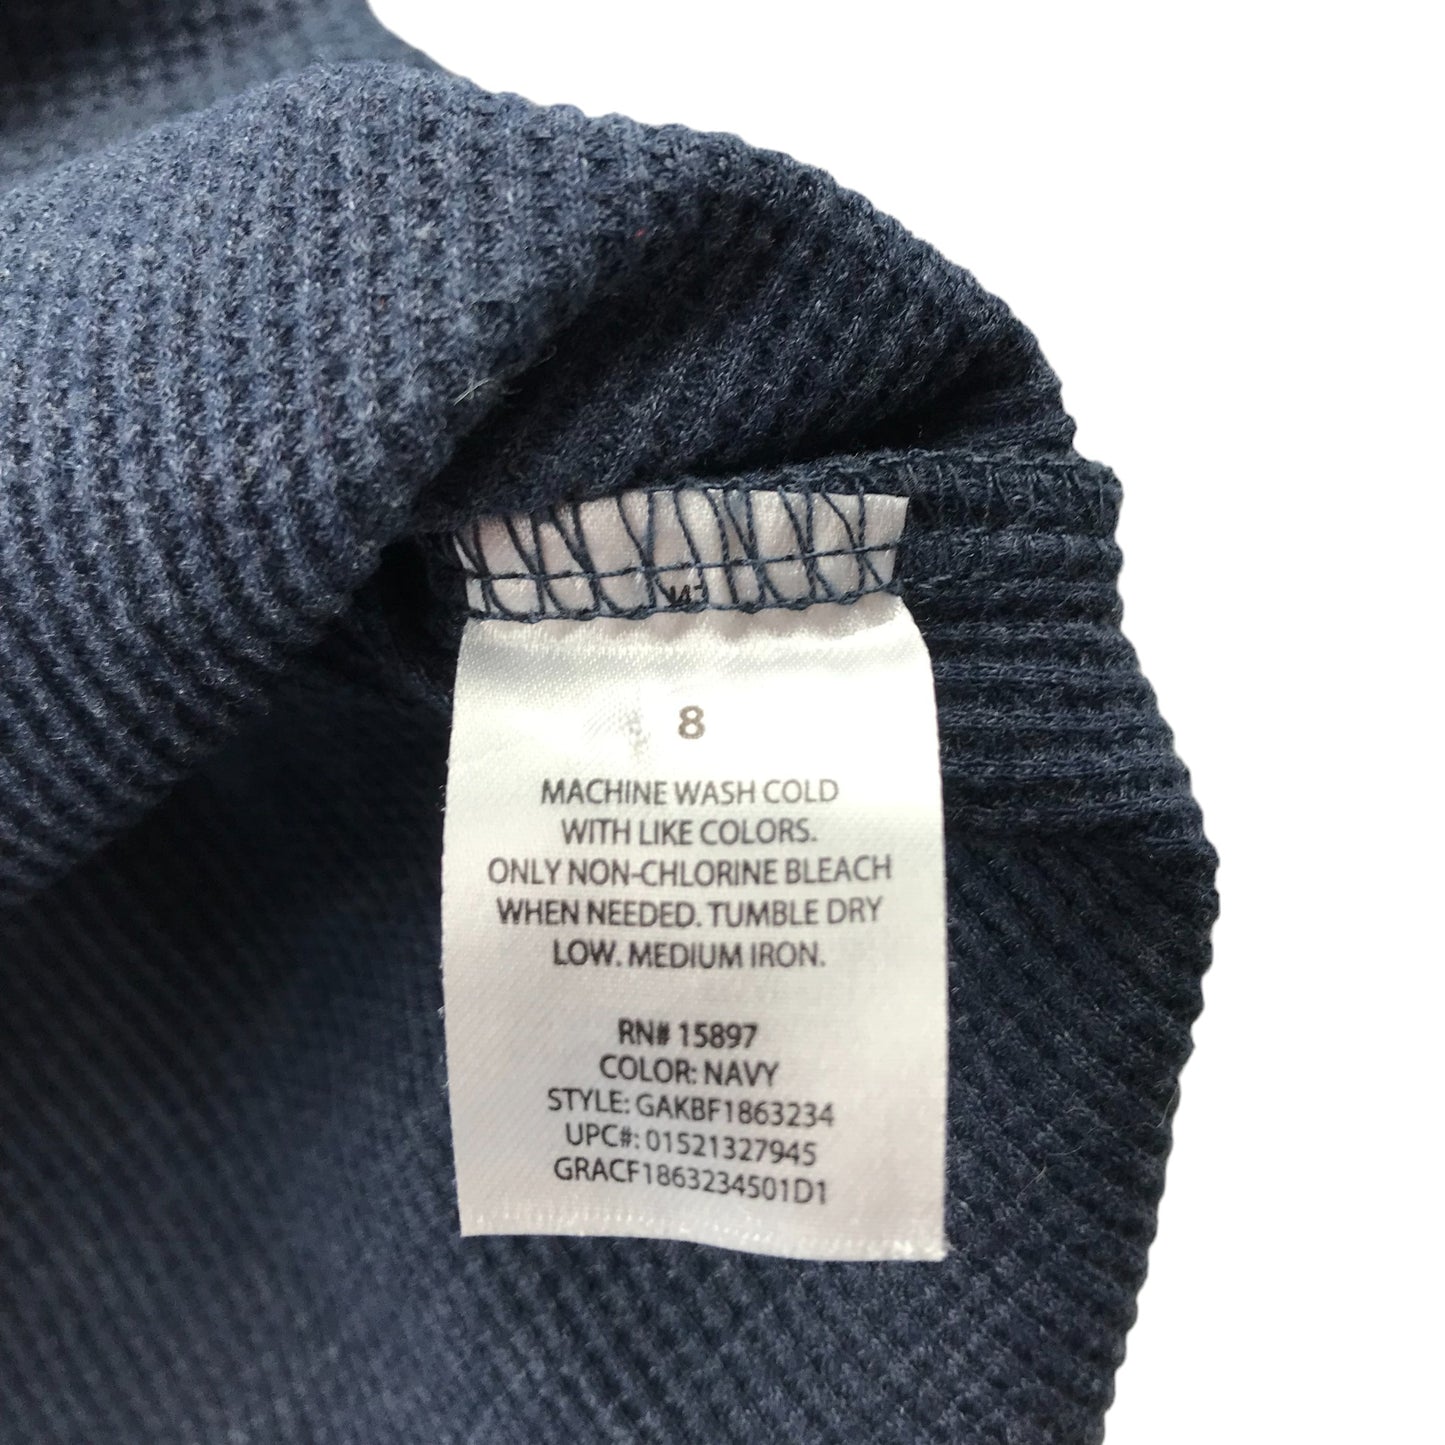 8
MACHINE WASH COLD
WITH LIKE COLORS.
ONLY NON-CHLORINE BLEACH
WHEN NEEDED. TUMBLE DRY
LOW. MEDIUM IRON.
RN# 15897
COLOR: NAVY
STYLE: GAKBF1863234
UPC#: 01521327945
GRACF1863234501D1